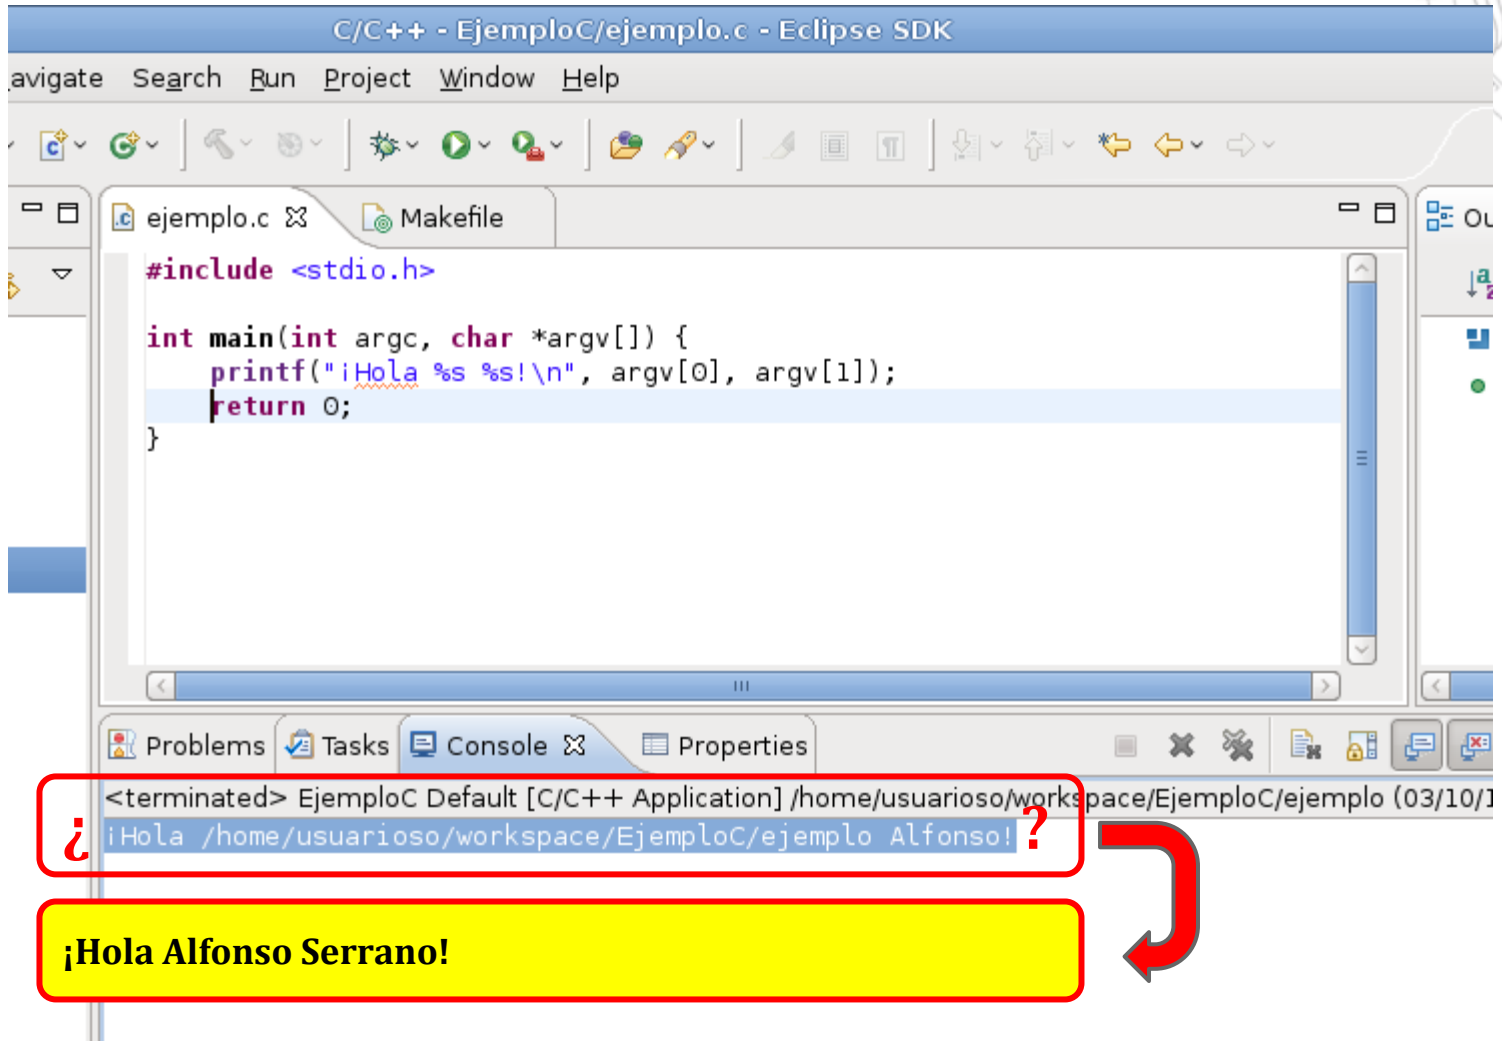 C/C++ - EjemploC/ejemplo.c - Eclipse SDK
avigate Search Run Project Window Help
ejemplo.c Makefile
Ou
#include <stdio.h>
int main(int argc, char *argv[]) {
printf("¡Hola %s %s!\n", argv[0], argv[1]);
return 0;
}
Problems Tasks Console Properties
<terminated> EjemploC Default [C/C++ Application] /home/usuarioso/workspace/EjemploC/ejemplo (03/10/1
¿ ¡Hola /home/usuarioso/workspace/EjemploC/ejemplo Alfonso! ?
¡Hola Alfonso Serrano!